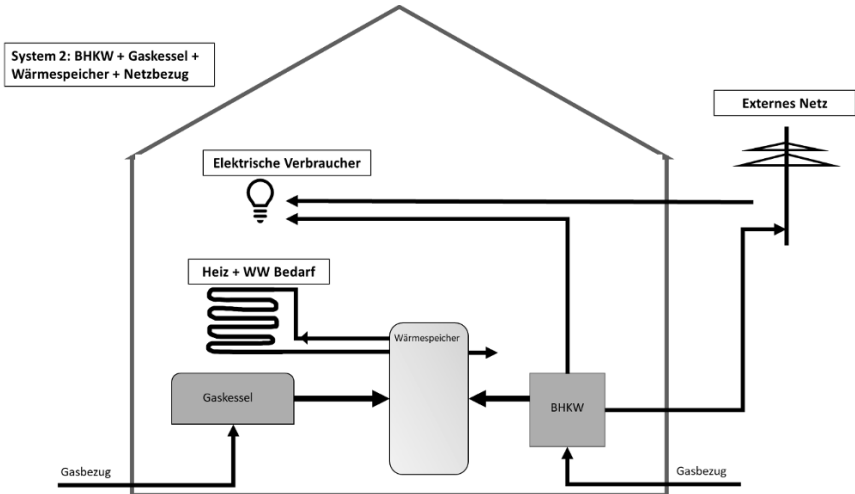 System 2: BHKW + Gaskessel +
Wärmespeicher + Netzbezug
Externes Netz
Elektrische Verbraucher
Heiz + WW Bedarf
Wärmespeicher
Gaskessel
BHKW
Gasbezug
Gasbezug